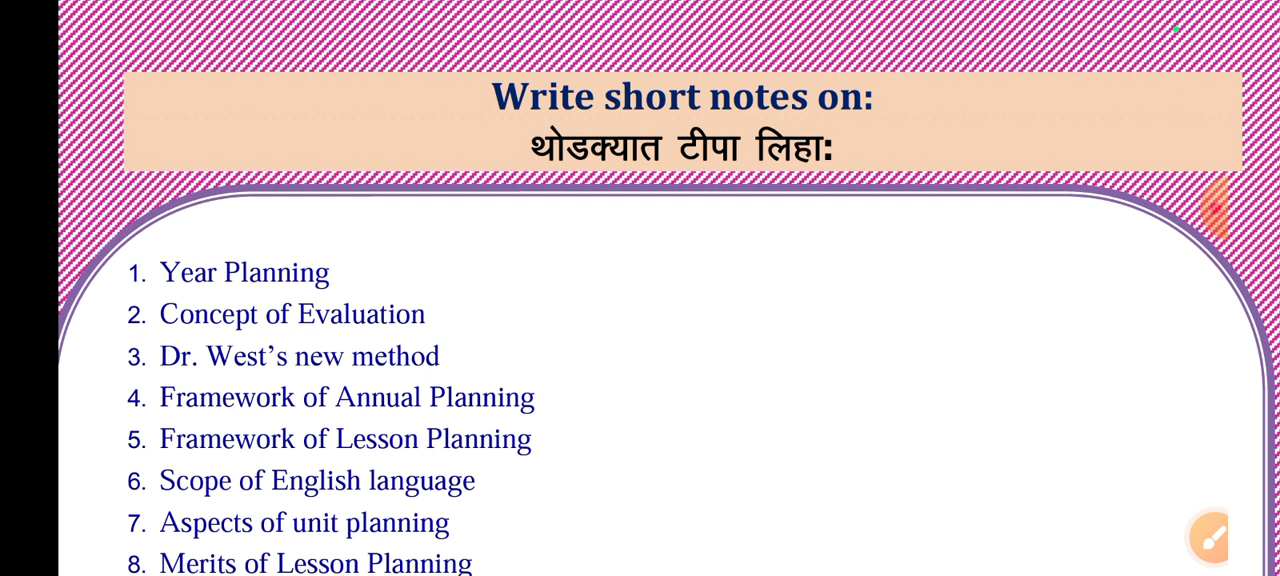 Write short notes on:
थोडक्यात टीपा लिहा:
1. Year Planning
2. Concept of Evaluation
3. Dr. West’s new method
4. Framework of Annual Planning
5. Framework of Lesson Planning
6. Scope of English language
7. Aspects of unit planning
8. Merits of Lesson Planning